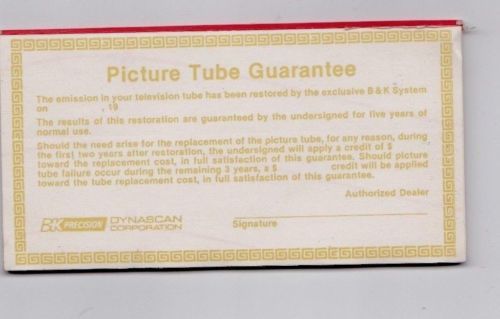 Picture Tube Guarantee
The emission in your television tube has been restored by the exclusive B & K System
on , 19
The results of this restoration are guaranteed by the undersigned for five years of
normal use.
Should the need arise for the replacement of the picture tube, for any reason, during
the first two years after restoration, the undersigned will apply a credit of $
toward the replacement cost, in full satisfaction of this guarantee. Should picture
tube failure occur during the remaining 3 years, a $ credit will be applied
toward the tube replacement cost, in full satisfaction of this guarantee.
Authorized Dealer
BK PRECISION DYNASCAN
CORPORATION
Signature